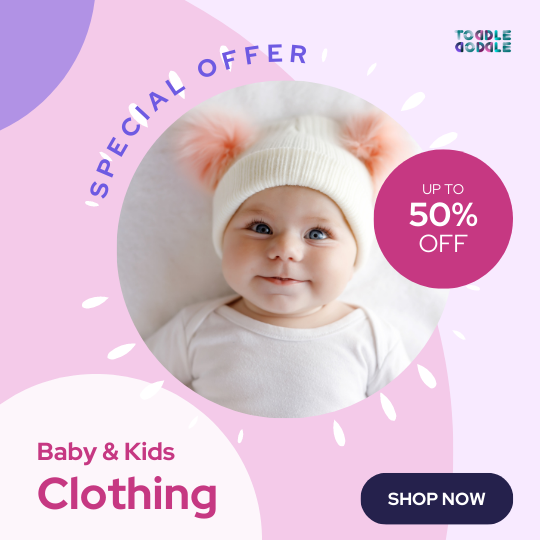 TODDLE
GODDLE
SPECIAL OFFER
UP TO
50%
OFF
Baby & Kids
Clothing
SHOP NOW